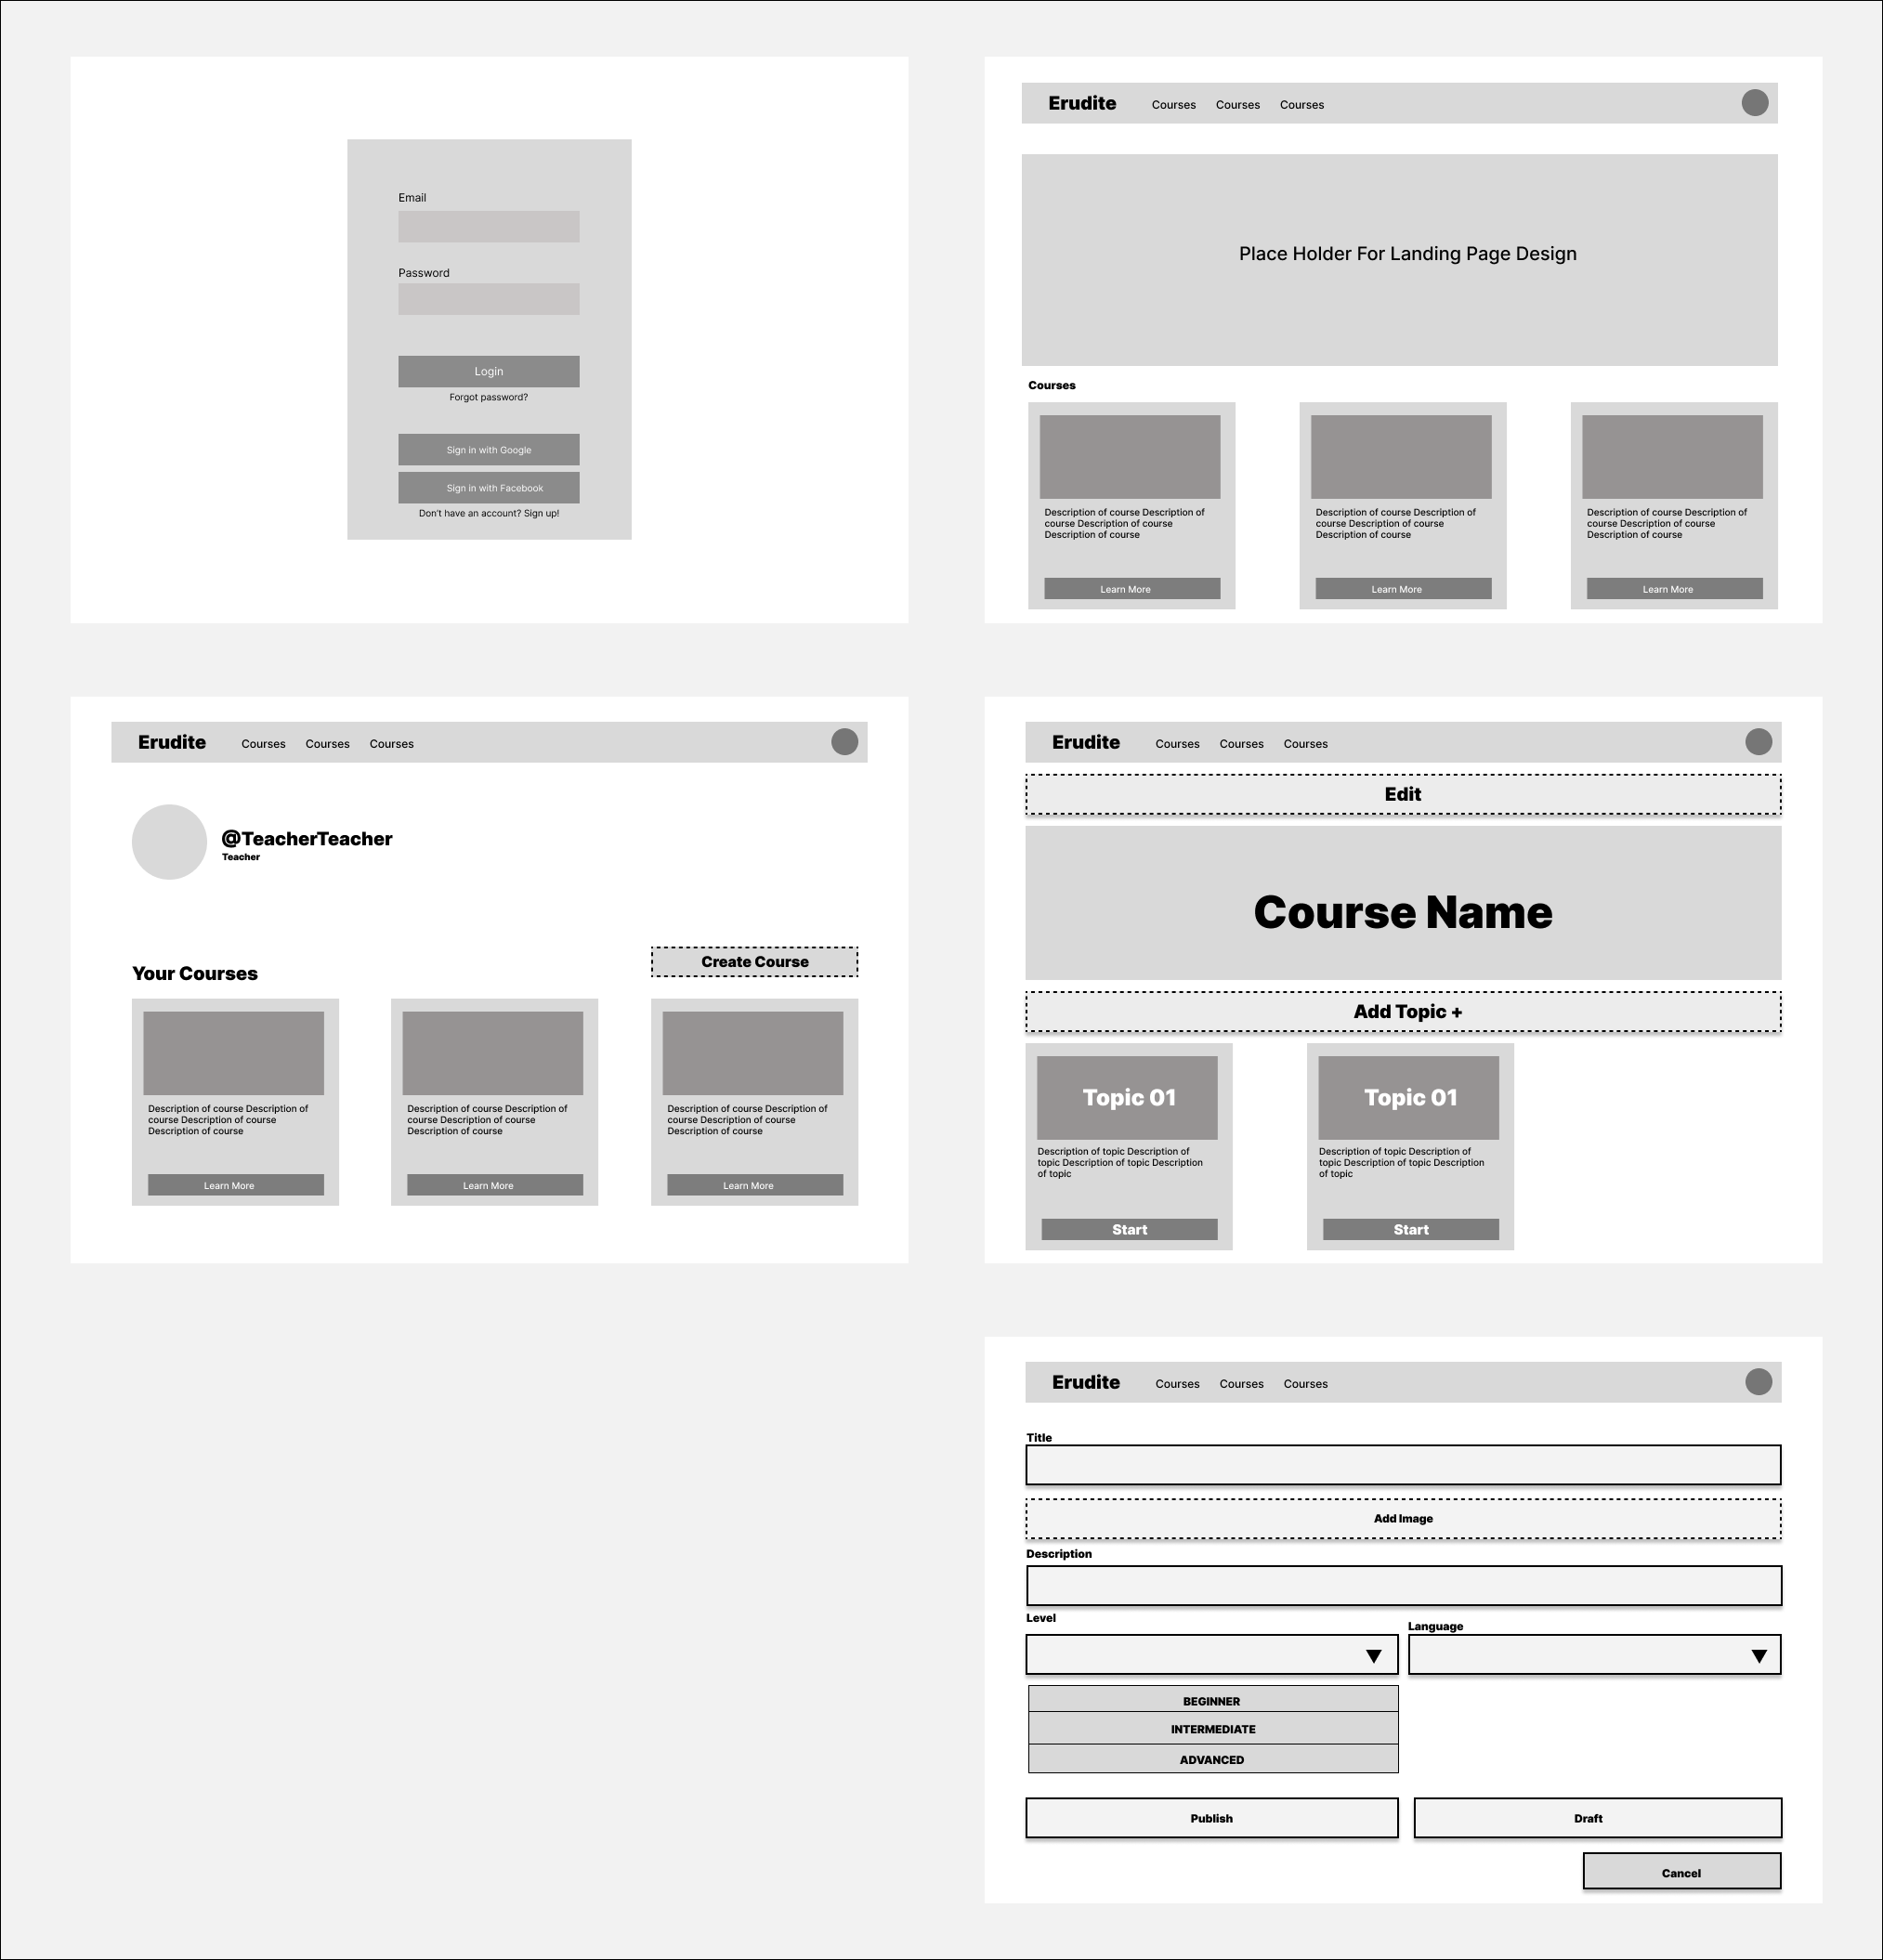 Email
Password
Login
Forgot password?
Sign in with Google
Sign in with Facebook
Don't have an account? Sign up!
Erudite Courses Courses Courses
Place Holder For Landing Page Design
Courses
Description of course Description of
course Description of course
Description of course
Learn More
Description of course Description of
course Description of course
Description of course
Learn More
Description of course Description of
course Description of course
Description of course
Learn More
Erudite Courses Courses Courses
@TeacherTeacher
Teacher
Your Courses
Create Course
Description of course Description of
course Description of course
Description of course
Learn More
Description of course Description of
course Description of course
Description of course
Learn More
Description of course Description of
course Description of course
Description of course
Learn More
Erudite Courses Courses Courses
Edit
Course Name
Add Topic +
Topic 01
Description of topic Description of
topic Description of topic Description
of topic
Start
Topic 01
Description of topic Description of
topic Description of topic Description
of topic
Start
Erudite Courses Courses Courses
Title
Add Image
Description
Level
Language
BEGINNER
INTERMEDIATE
ADVANCED
Publish
Draft
Cancel